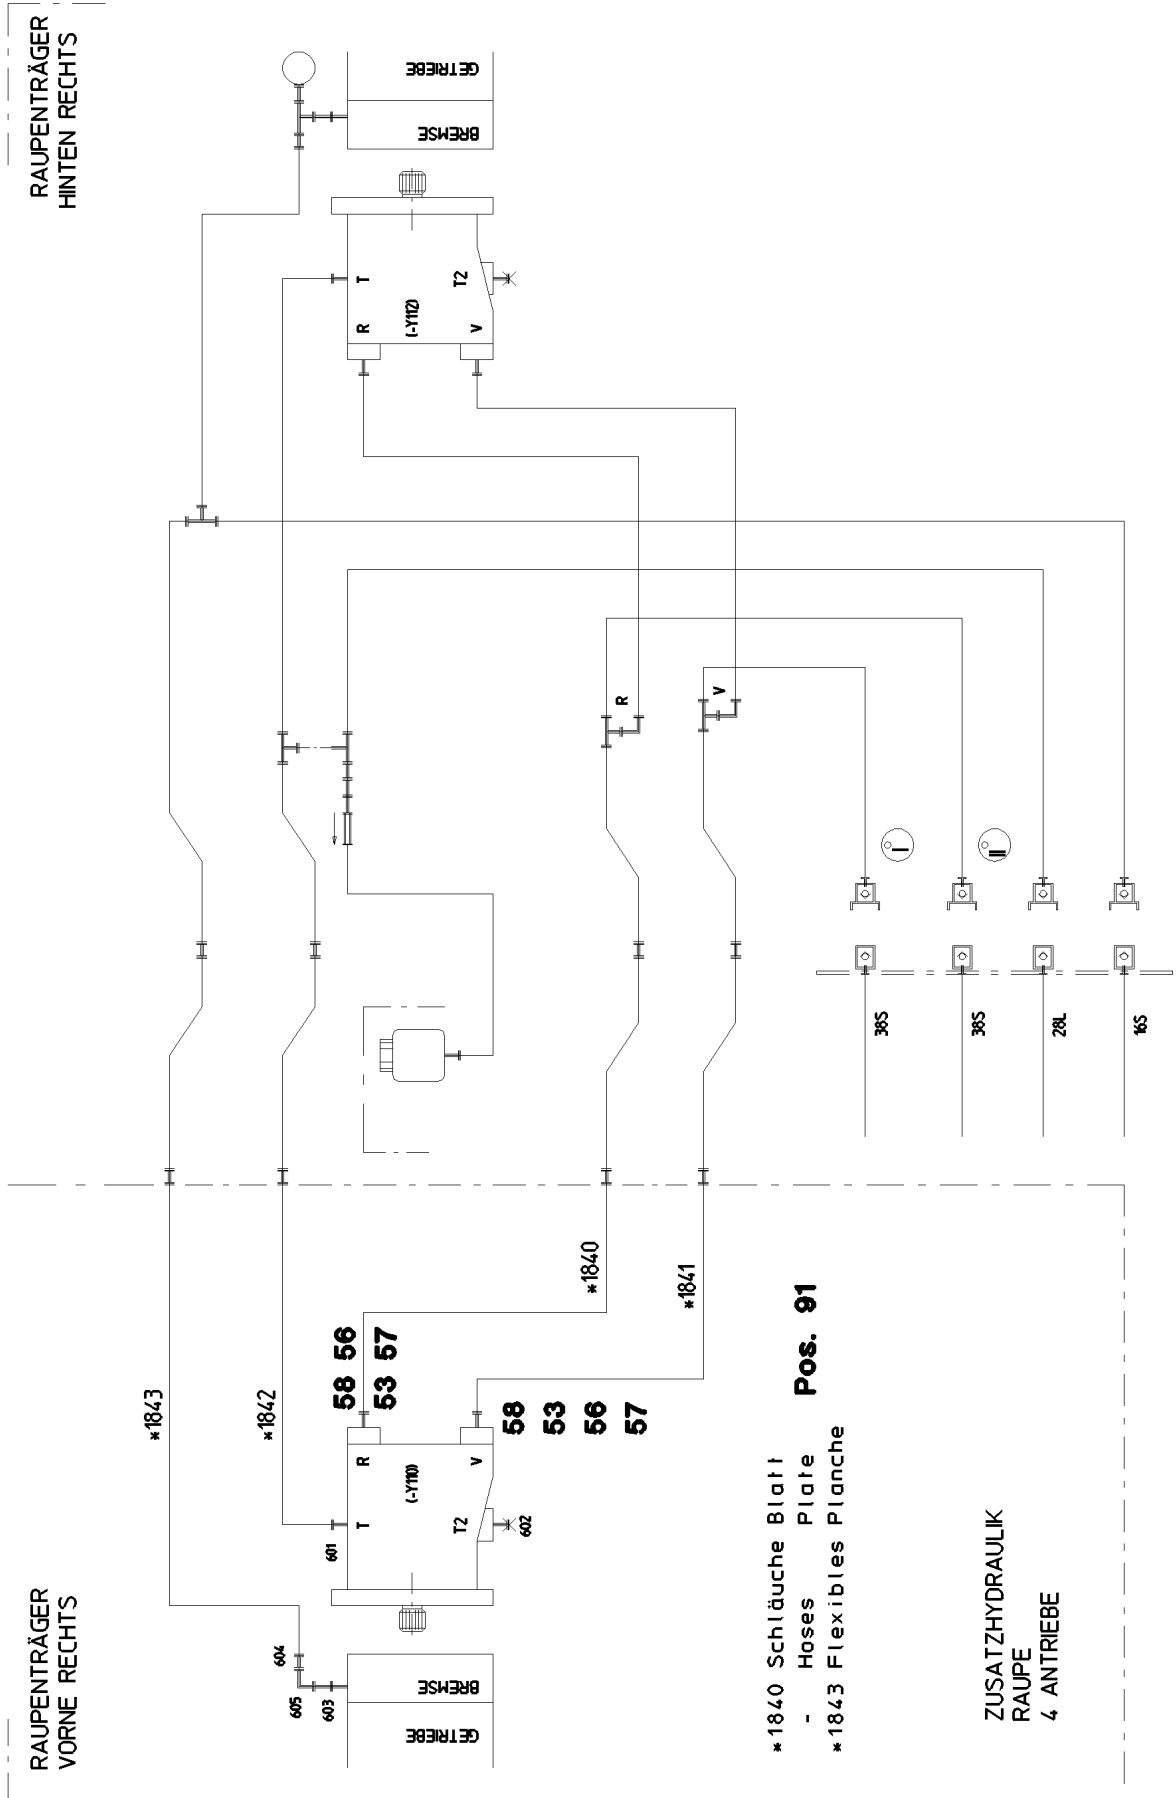 RAUPENTRÄGER
HINTEN RECHTS
GETRIEBE
BREMSE
T
T2
R
(-Y112)
V
R
V
I
II
38S
38S
28L
16S
*1843
*1842
*1840
*1841
58 56
53 57
58
53
56
57
R
(-Y110)
V
T
T2
601
602
604
605
603
BREMSE
GETRIEBE
RAUPENTRÄGER
VORNE RECHTS
Pos. 91
*1840 Schläuche Blatt
- Hoses Plate
*1843 Flexibles Planche
ZUSATZHYDRAULIK
RAUPE
4 ANTRIEBE